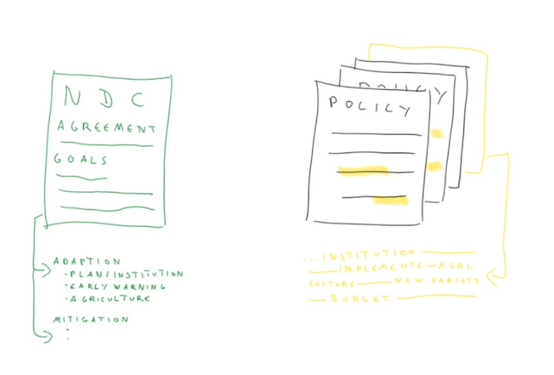 NDC
AGREEMENT
GOALS
ADAPTION
· PLAN/INSTITUTION
· EARLY WARNING
· AGRICULTURE
MITIGATION
:
POLICY
POLICY
...INSTITUTION
IMPLEMENTS AGRI-
CULTURE NEW VARIETY
BUDGET